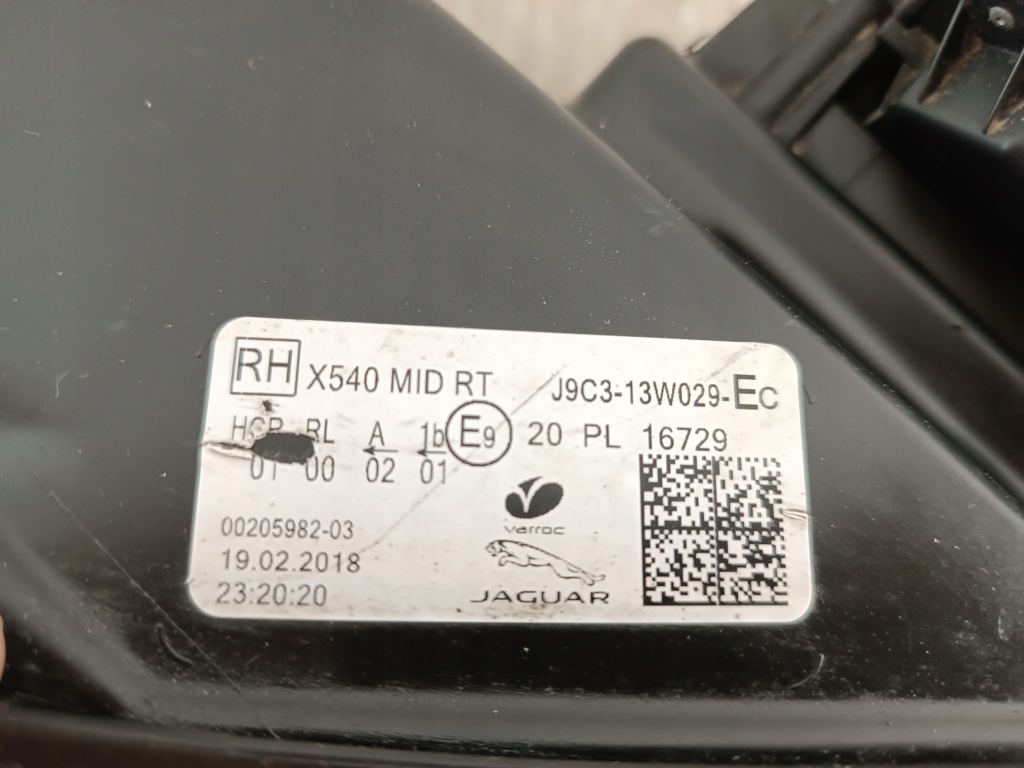 RH X540 MID RT J9C3-13W029-EC
HCR RL A 1b E9 20 PL 16729
01 00 02 01
varroc
00205982-03
19.02.2018
23:20:20
JAGUAR